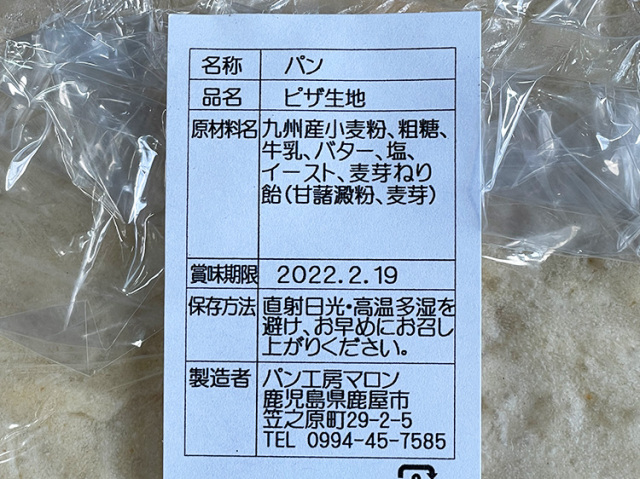 名称 パン
品名 ピザ生地
原材料名 九州産小麦粉、粗糖、
牛乳、バター、塩、
イースト、麦芽ねり
飴(甘藷澱粉、麦芽)
賞味期限 2022.2.19
保存方法 直射日光・高温多湿を
避け、お早めにお召し
上がりください。
製造者 パン工房マロン
鹿児島県鹿屋市
笠之原町29-2-5
TEL 0994-45-7585